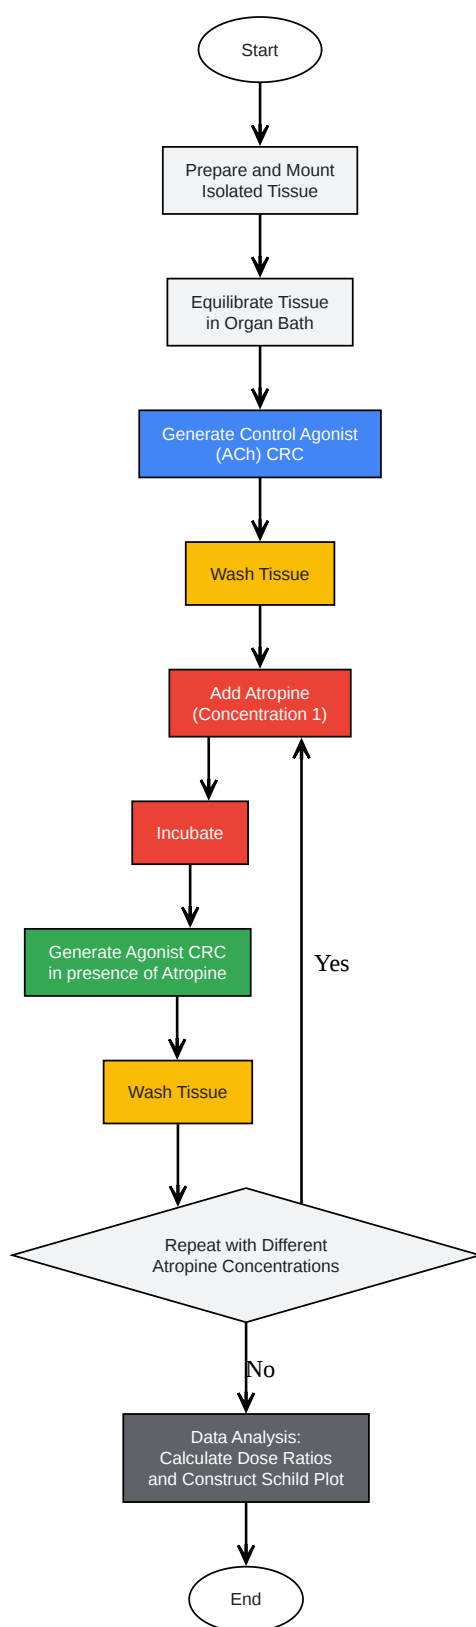 Start
Prepare and Mount
Isolated Tissue
Equilibrate Tissue
in Organ Bath
Generate Control Agonist
(ACh) CRC
Wash Tissue
Add Atropine
(Concentration 1)
Incubate
Generate Agonist CRC
in presence of Atropine
Yes
Wash Tissue
Repeat with Different
Atropine Concentrations
No
Data Analysis:
Calculate Dose Ratios
and Construct Schild Plot
End